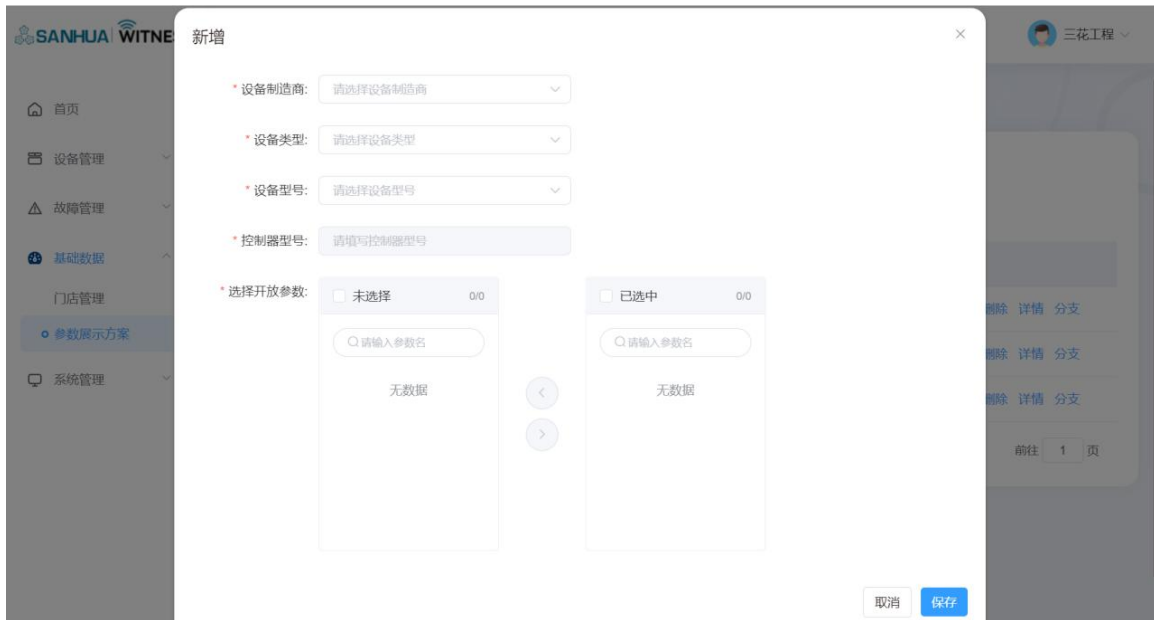 SANHUA WITNE
新增
三花工程
首页
设备管理
故障管理
基础数据
门店管理
参数展示方案
系统管理
* 设备制造商: 请选择设备制造商
* 设备类型: 请选择设备类型
* 设备型号: 请选择设备型号
* 控制器型号: 请填写控制器型号
* 选择开放参数:
未选择 0/0
请输入参数名
无数据
已选中 0/0
请输入参数名
无数据
删除 详情 分支
删除 详情 分支
删除 详情 分支
前往 1 页
取消 保存